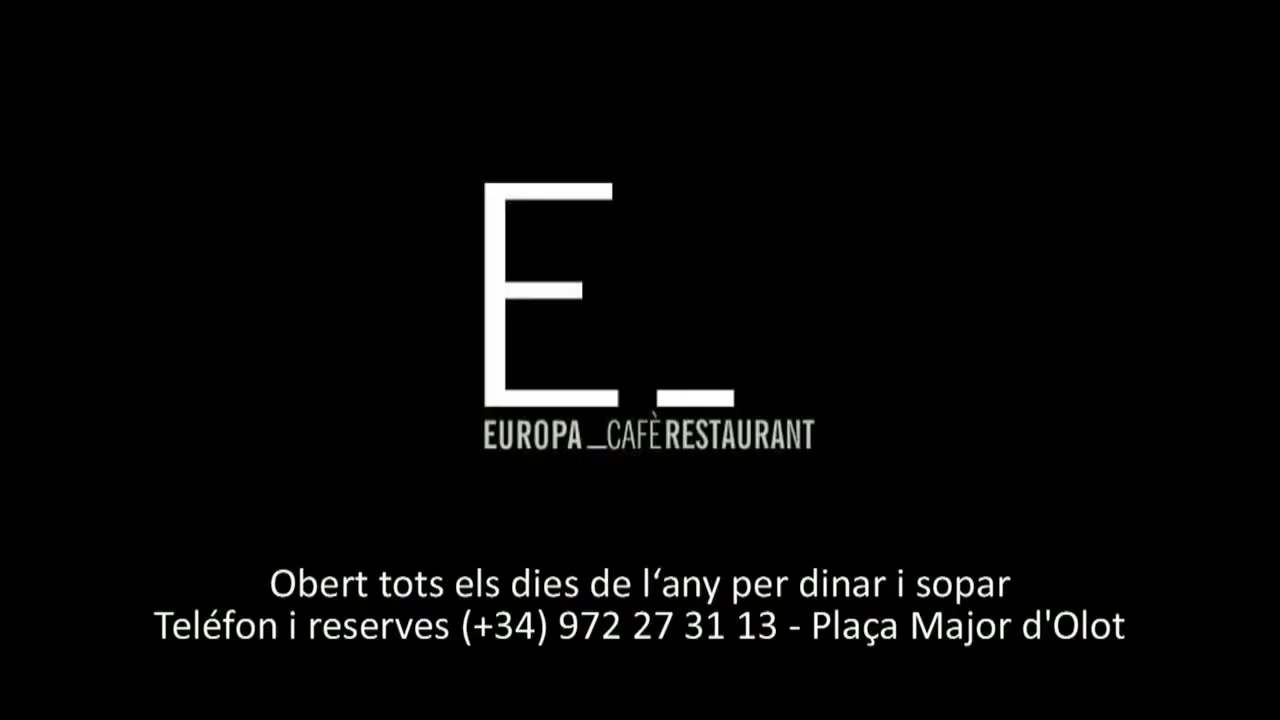 E_
EUROPA _CAFÈ RESTAURANT
Obert tots els dies de l‘any per dinar i sopar
Teléfon i reserves (+34) 972 27 31 13 - Plaça Major d'Olot